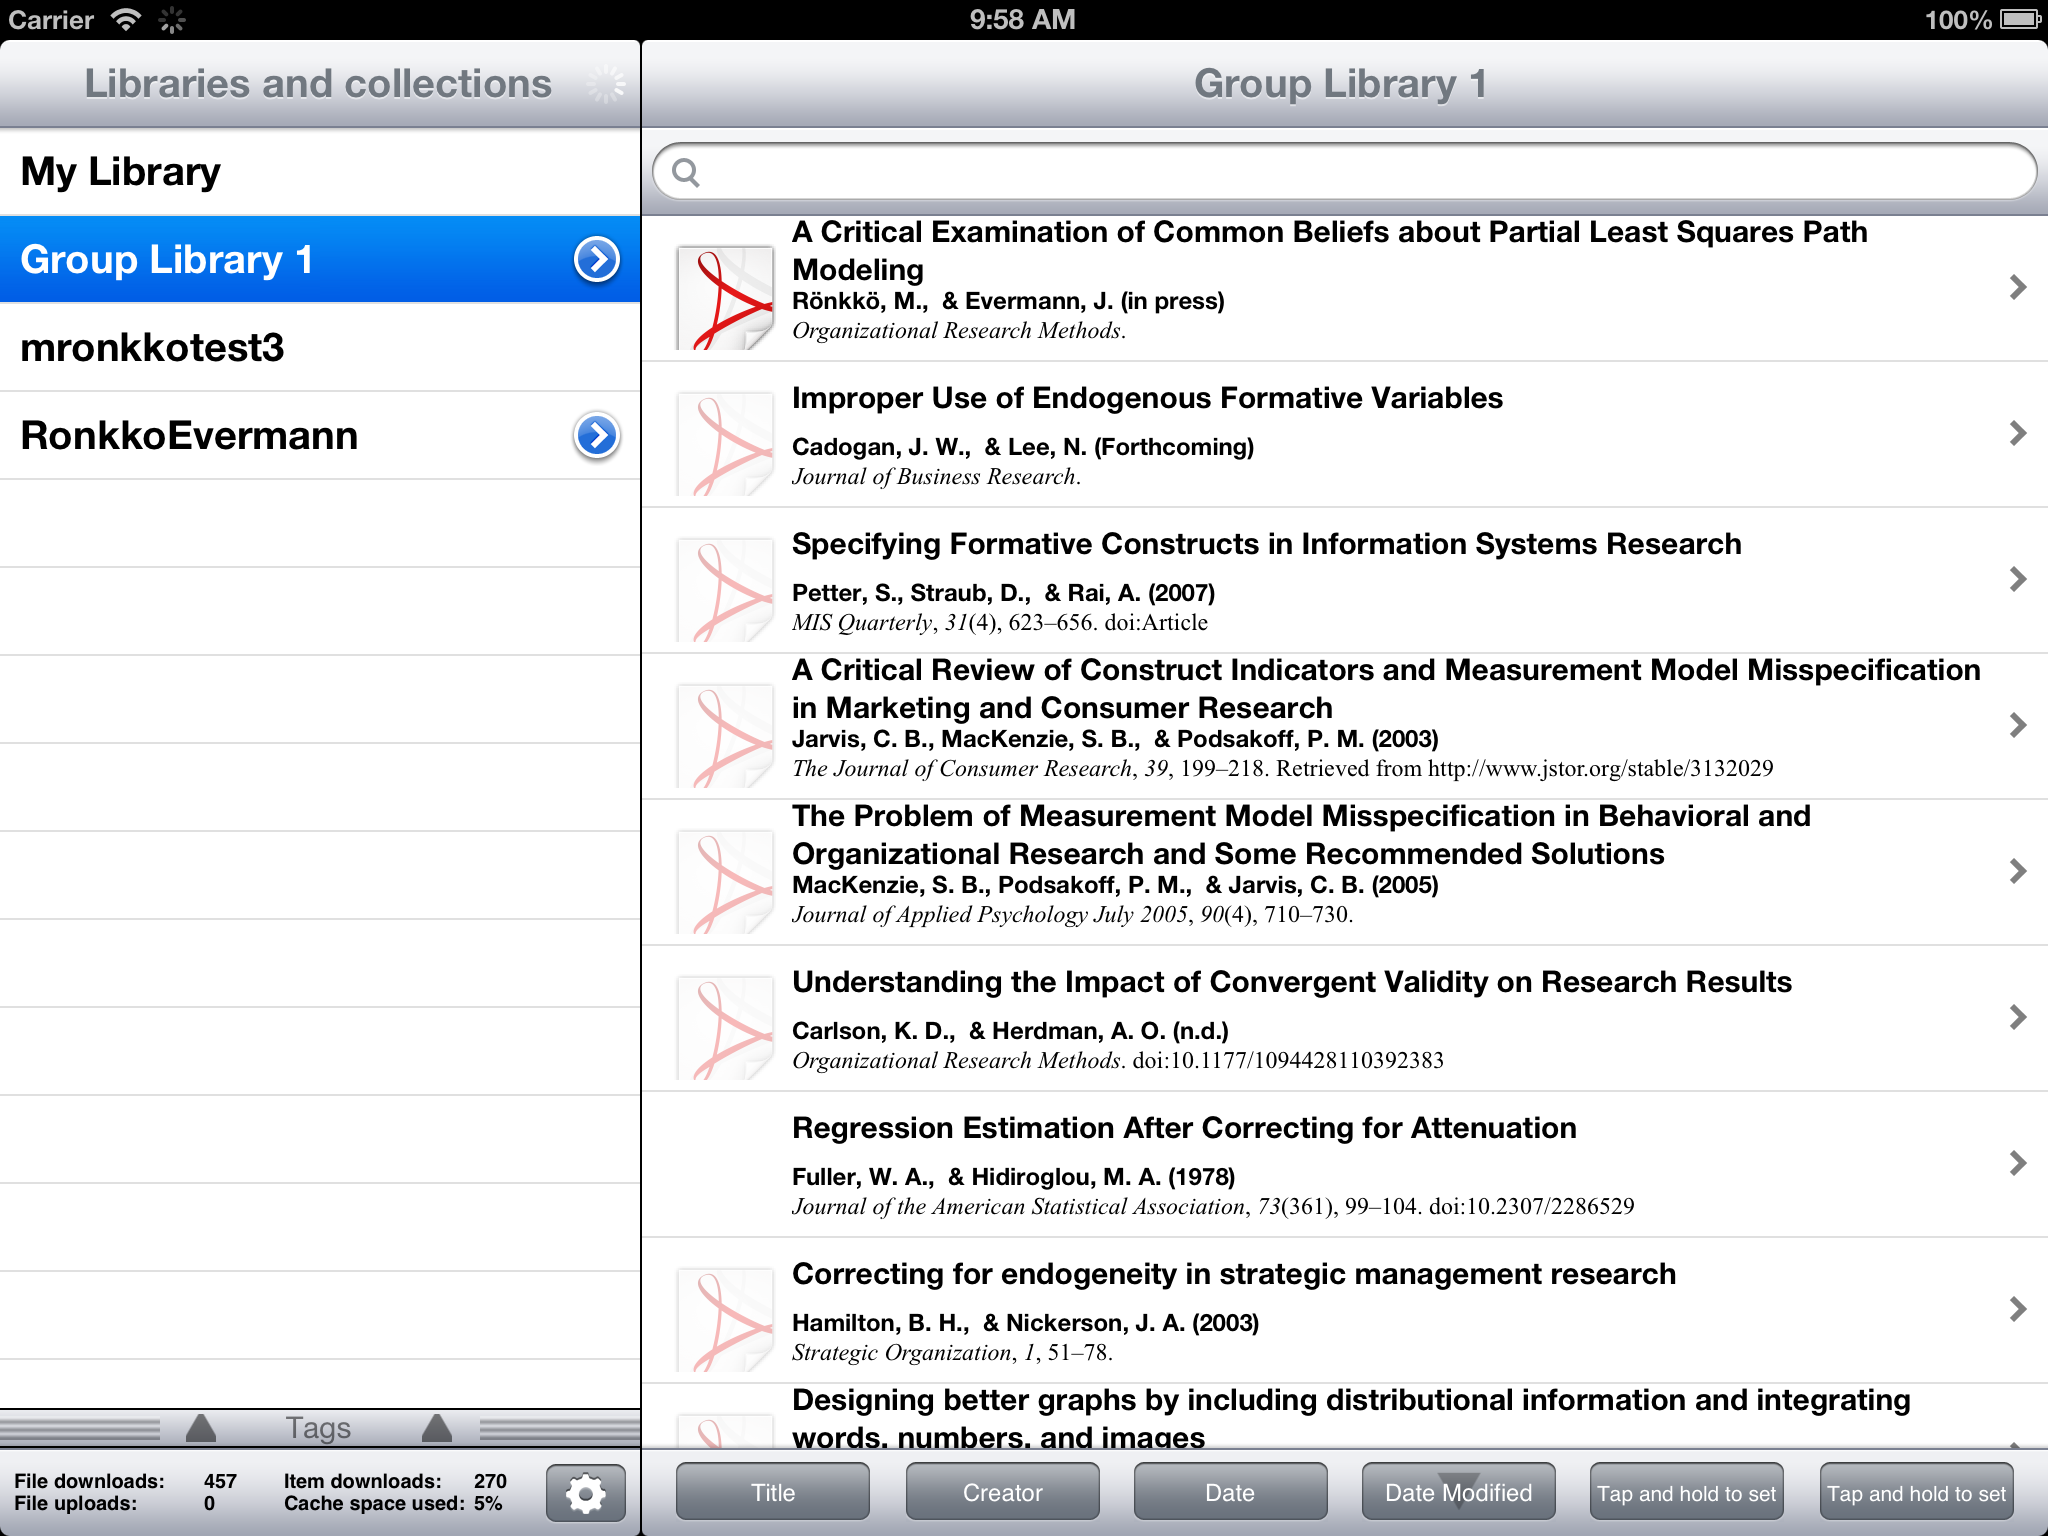 Carrier 9:58 AM 100%
Libraries and collections
My Library
Group Library 1
mronkkotest3
RonkkoEvermann
Tags
File downloads: 457 Item downloads: 270
File uploads: 0 Cache space used: 5%
Group Library 1
A Critical Examination of Common Beliefs about Partial Least Squares Path
Modeling
Rönkkö, M., & Evermann, J. (in press)
Organizational Research Methods.
Improper Use of Endogenous Formative Variables
Cadogan, J. W., & Lee, N. (Forthcoming)
Journal of Business Research.
Specifying Formative Constructs in Information Systems Research
Petter, S., Straub, D., & Rai, A. (2007)
MIS Quarterly, 31(4), 623–656. doi:Article
A Critical Review of Construct Indicators and Measurement Model Misspecification
in Marketing and Consumer Research
Jarvis, C. B., MacKenzie, S. B., & Podsakoff, P. M. (2003)
The Journal of Consumer Research, 39, 199–218. Retrieved from http://www.jstor.org/stable/3132029
The Problem of Measurement Model Misspecification in Behavioral and
Organizational Research and Some Recommended Solutions
MacKenzie, S. B., Podsakoff, P. M., & Jarvis, C. B. (2005)
Journal of Applied Psychology July 2005, 90(4), 710–730.
Understanding the Impact of Convergent Validity on Research Results
Carlson, K. D., & Herdman, A. O. (n.d.)
Organizational Research Methods. doi:10.1177/1094428110392383
Regression Estimation After Correcting for Attenuation
Fuller, W. A., & Hidiroglou, M. A. (1978)
Journal of the American Statistical Association, 73(361), 99–104. doi:10.2307/2286529
Correcting for endogeneity in strategic management research
Hamilton, B. H., & Nickerson, J. A. (2003)
Strategic Organization, 1, 51–78.
Designing better graphs by including distributional information and integrating
words, numbers, and images
Title Creator Date Date Modified Tap and hold to set Tap and hold to set